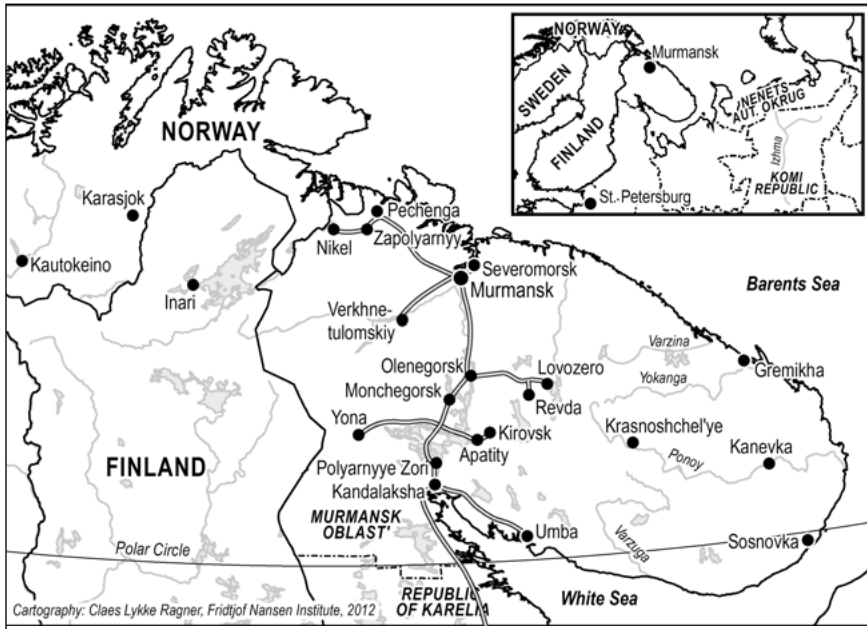 NORWAY
Murmansk
SWEDEN
NENETS
AUT. OKRUG
FINLAND
Izhma
KOMI
REPUBLIC
St. Petersburg
NORWAY
Karasjok
Pechenga
Nikel
Zapolyarnyy
Kautokeino
Severomorsk
Murmansk
Inari
Barents Sea
Verkhne-
tulomskiy
Varzina
Olenegorsk
Lovozero
Gremikha
Yokanga
Monchegorsk
Revda
Yona
Kirovsk
Krasnoshchel'ye
Kanevka
Apatity
Ponoy
FINLAND
Polyarnyye Zori
Kandalaksha
MURMANSK
OBLAST'
Umba
Varzuga
Sosnovka
Polar Circle
REPUBLIC
OF KARELIA
White Sea
Cartography: Claes Lykke Ragner, Fridtjof Nansen Institute, 2012